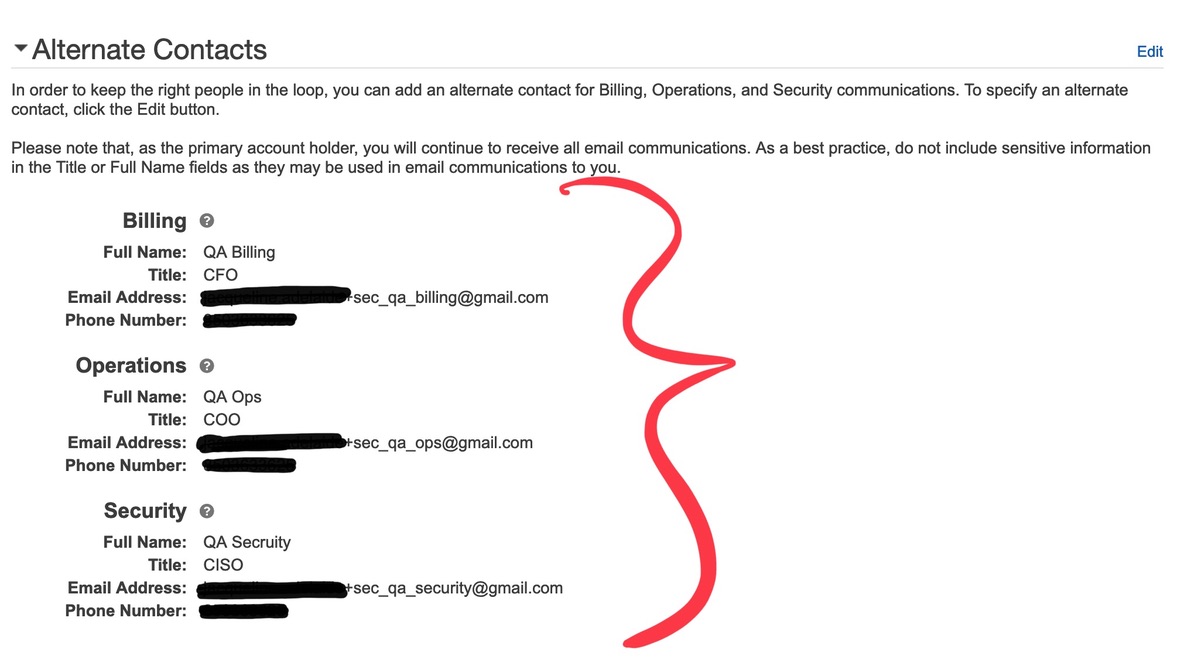 Alternate Contacts
Edit
In order to keep the right people in the loop, you can add an alternate contact for Billing, Operations, and Security communications. To specify an alternate
contact, click the Edit button.
Please note that, as the primary account holder, you will continue to receive all email communications. As a best practice, do not include sensitive information
in the Title or Full Name fields as they may be used in email communications to you.
Billing ?
Full Name: QA Billing
Title: CFO
Email Address: +sec_qa_billing@gmail.com
Phone Number:
Operations ?
Full Name: QA Ops
Title: COO
Email Address: +sec_qa_ops@gmail.com
Phone Number:
Security ?
Full Name: QA Secruity
Title: CISO
Email Address: +sec_qa_security@gmail.com
Phone Number: